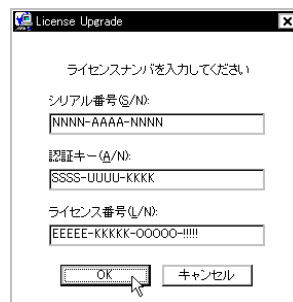 License Upgrade
ライセンスナンバを入力してください
シリアル番号(S/N):
NNNN-AAAA-NNNN
認証キー(A/N):
SSSS-UUUU-KKKK
ライセンス番号(L/N):
EEEEE-KKKKK-OOOOO-!!!!!
OK
キャンセル